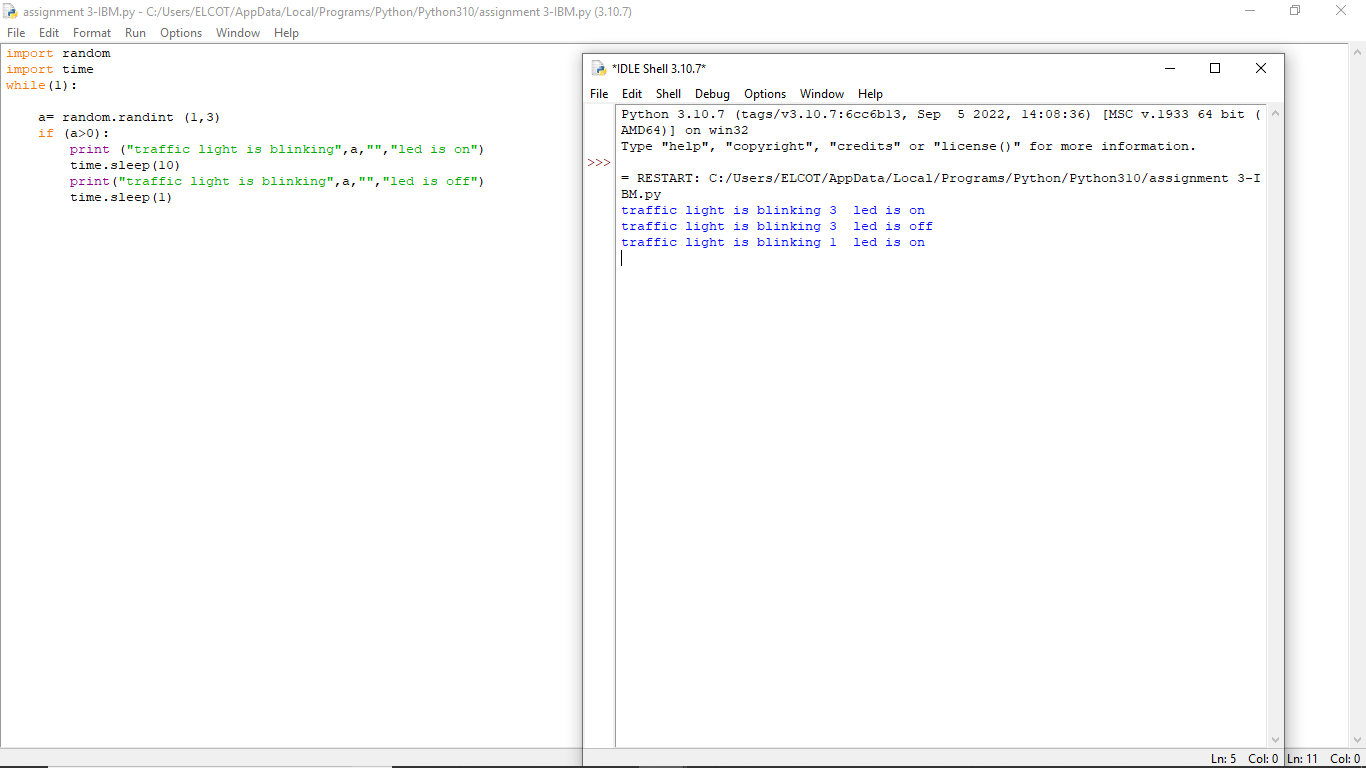 assignment 3-IBM.py - C:/Users/ELCOT/AppData/Local/Programs/Python/Python310/assignment 3-IBM.py (3.10.7)
File Edit Format Run Options Window Help
import random
import time
while(1):
    a= random.randint (1,3)
    if (a>0):
        print ("traffic light is blinking",a,"","led is on")
        time.sleep(10)
        print("traffic light is blinking",a,"","led is off")
        time.sleep(1)
*IDLE Shell 3.10.7*
File Edit Shell Debug Options Window Help
Python 3.10.7 (tags/v3.10.7:6cc6b13, Sep  5 2022, 14:08:36) [MSC v.1933 64 bit (
AMD64)] on win32
Type "help", "copyright", "credits" or "license()" for more information.
>>>
= RESTART: C:/Users/ELCOT/AppData/Local/Programs/Python/Python310/assignment 3-I
BM.py
traffic light is blinking 3  led is on
traffic light is blinking 3  led is off
traffic light is blinking 1  led is on
Ln: 5 Col: 0
Ln: 11 Col: 0